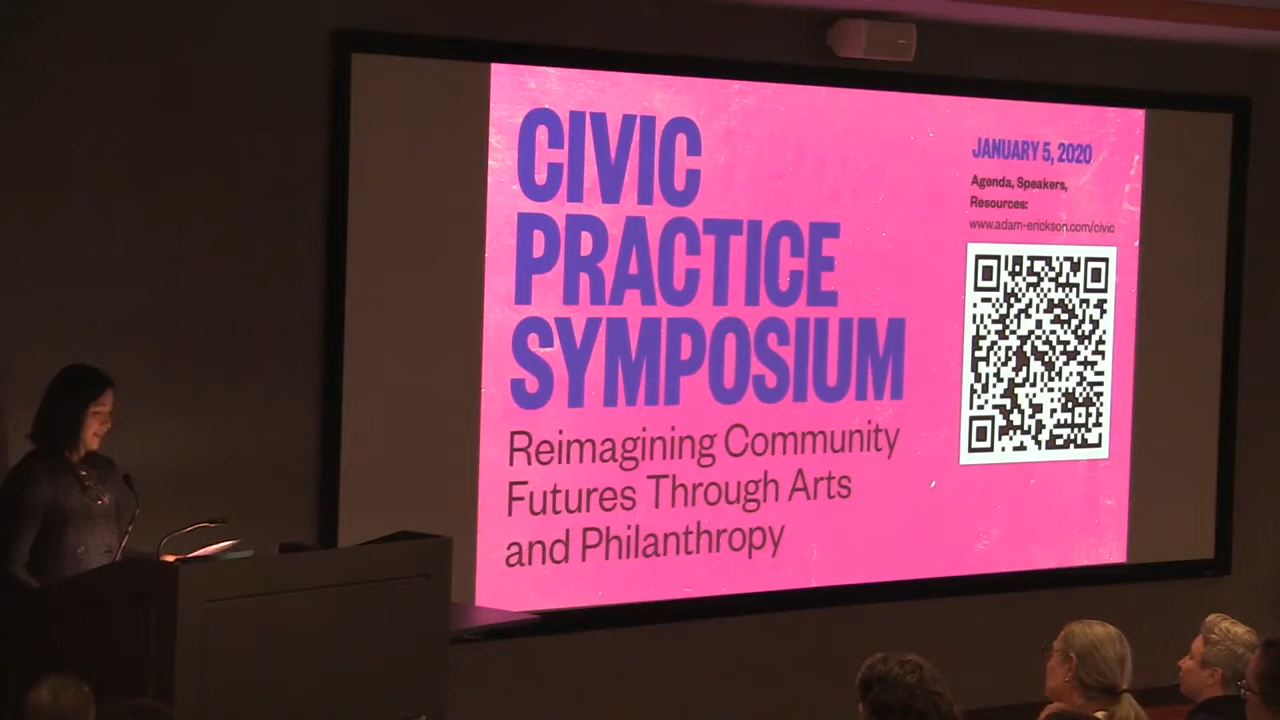 CIVIC
PRACTICE
SYMPOSIUM
Reimagining Community
Futures Through Arts
and Philanthropy
JANUARY 5, 2020
Agenda, Speakers,
Resources:
www.adam-erickson.com/civic